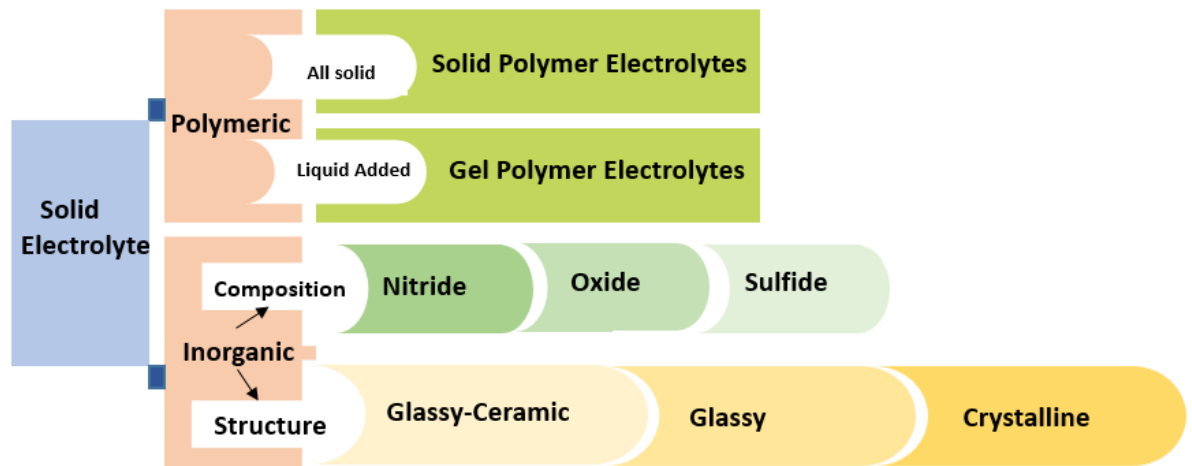 All solid
Solid Polymer Electrolytes
Polymeric
Liquid Added
Gel Polymer Electrolytes
Solid
Electrolyte
Composition
Nitride
Oxide
Sulfide
Inorganic
Structure
Glassy-Ceramic
Glassy
Crystalline